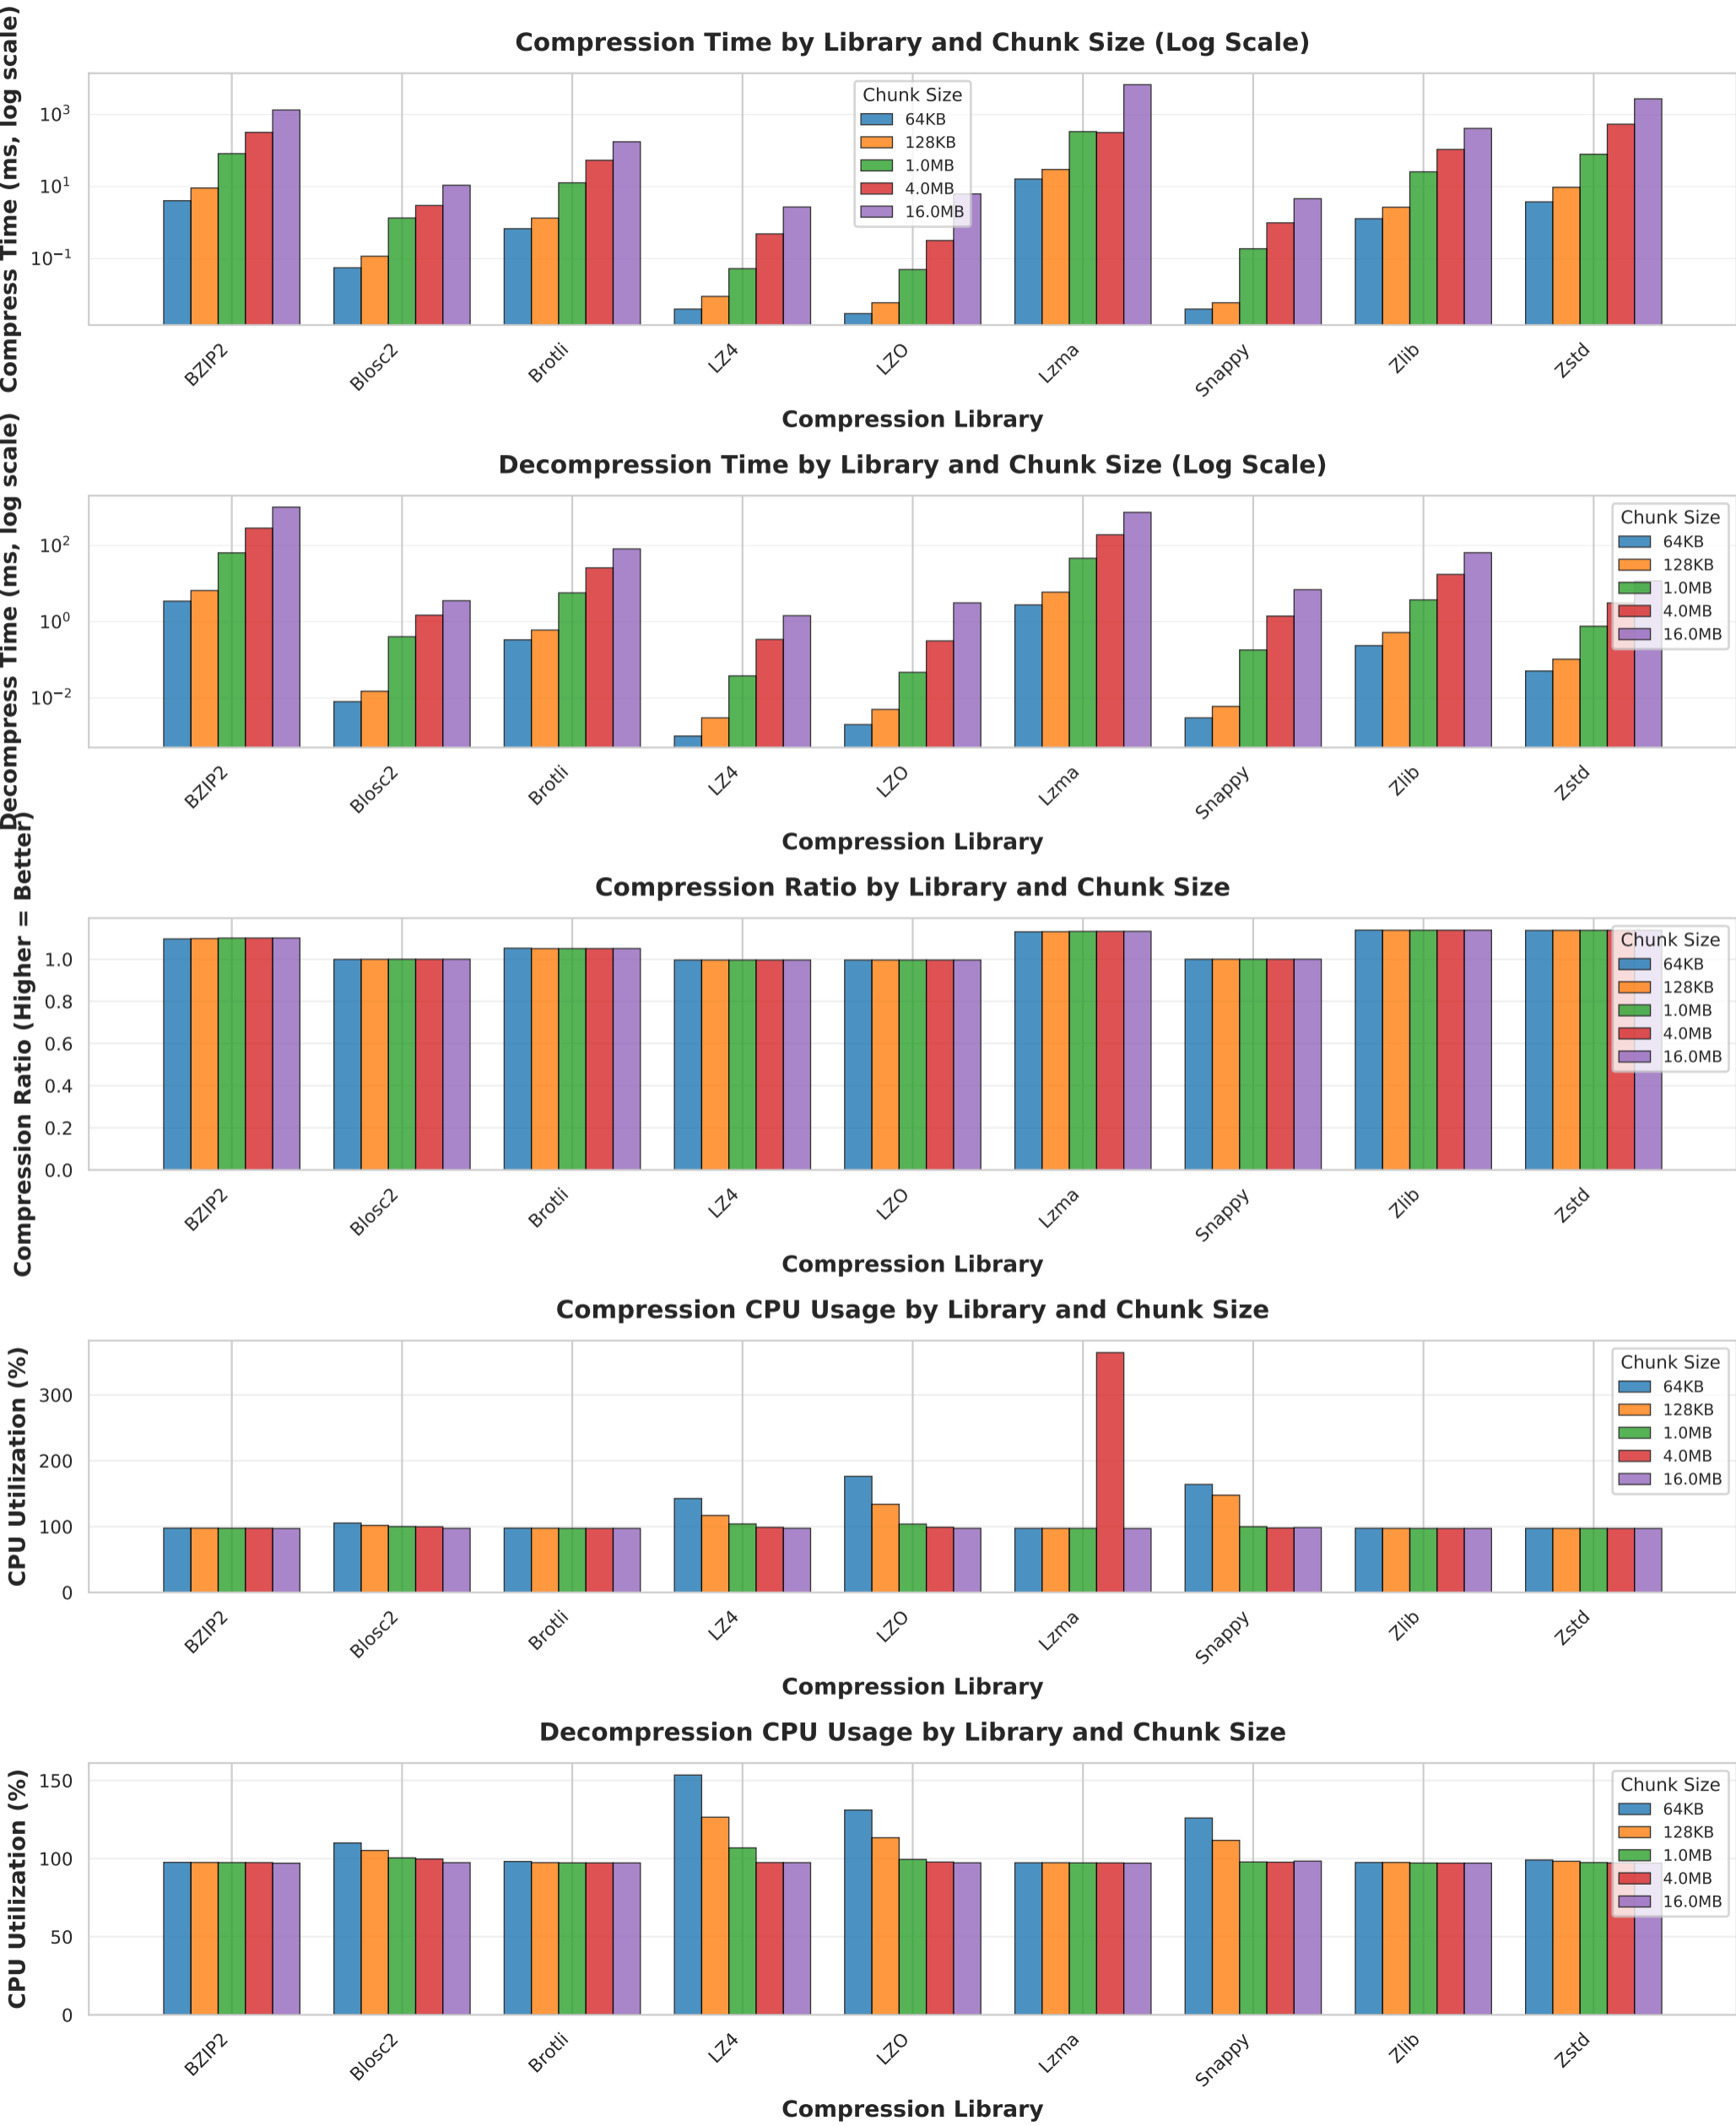 Compression Time by Library and Chunk Size (Log Scale)
Compress Time (ms, log scale)
10³
10¹
10⁻¹
Chunk Size
64KB
128KB
1.0MB
4.0MB
16.0MB
BZIP2
Blosc2
Brotli
LZ4
LZO
Lzma
Snappy
Zlib
Zstd
Compression Library
Decompression Time by Library and Chunk Size (Log Scale)
Decompress Time (ms, log scale)
10²
10⁰
10⁻²
Chunk Size
64KB
128KB
1.0MB
4.0MB
16.0MB
BZIP2
Blosc2
Brotli
LZ4
LZO
Lzma
Snappy
Zlib
Zstd
Compression Library
Compression Ratio by Library and Chunk Size
Compression Ratio (Higher = Better)
1.0
0.8
0.6
0.4
0.2
0.0
Chunk Size
64KB
128KB
1.0MB
4.0MB
16.0MB
BZIP2
Blosc2
Brotli
LZ4
LZO
Lzma
Snappy
Zlib
Zstd
Compression Library
Compression CPU Usage by Library and Chunk Size
CPU Utilization (%)
300
200
100
0
Chunk Size
64KB
128KB
1.0MB
4.0MB
16.0MB
BZIP2
Blosc2
Brotli
LZ4
LZO
Lzma
Snappy
Zlib
Zstd
Compression Library
Decompression CPU Usage by Library and Chunk Size
CPU Utilization (%)
150
100
50
0
Chunk Size
64KB
128KB
1.0MB
4.0MB
16.0MB
BZIP2
Blosc2
Brotli
LZ4
LZO
Lzma
Snappy
Zlib
Zstd
Compression Library